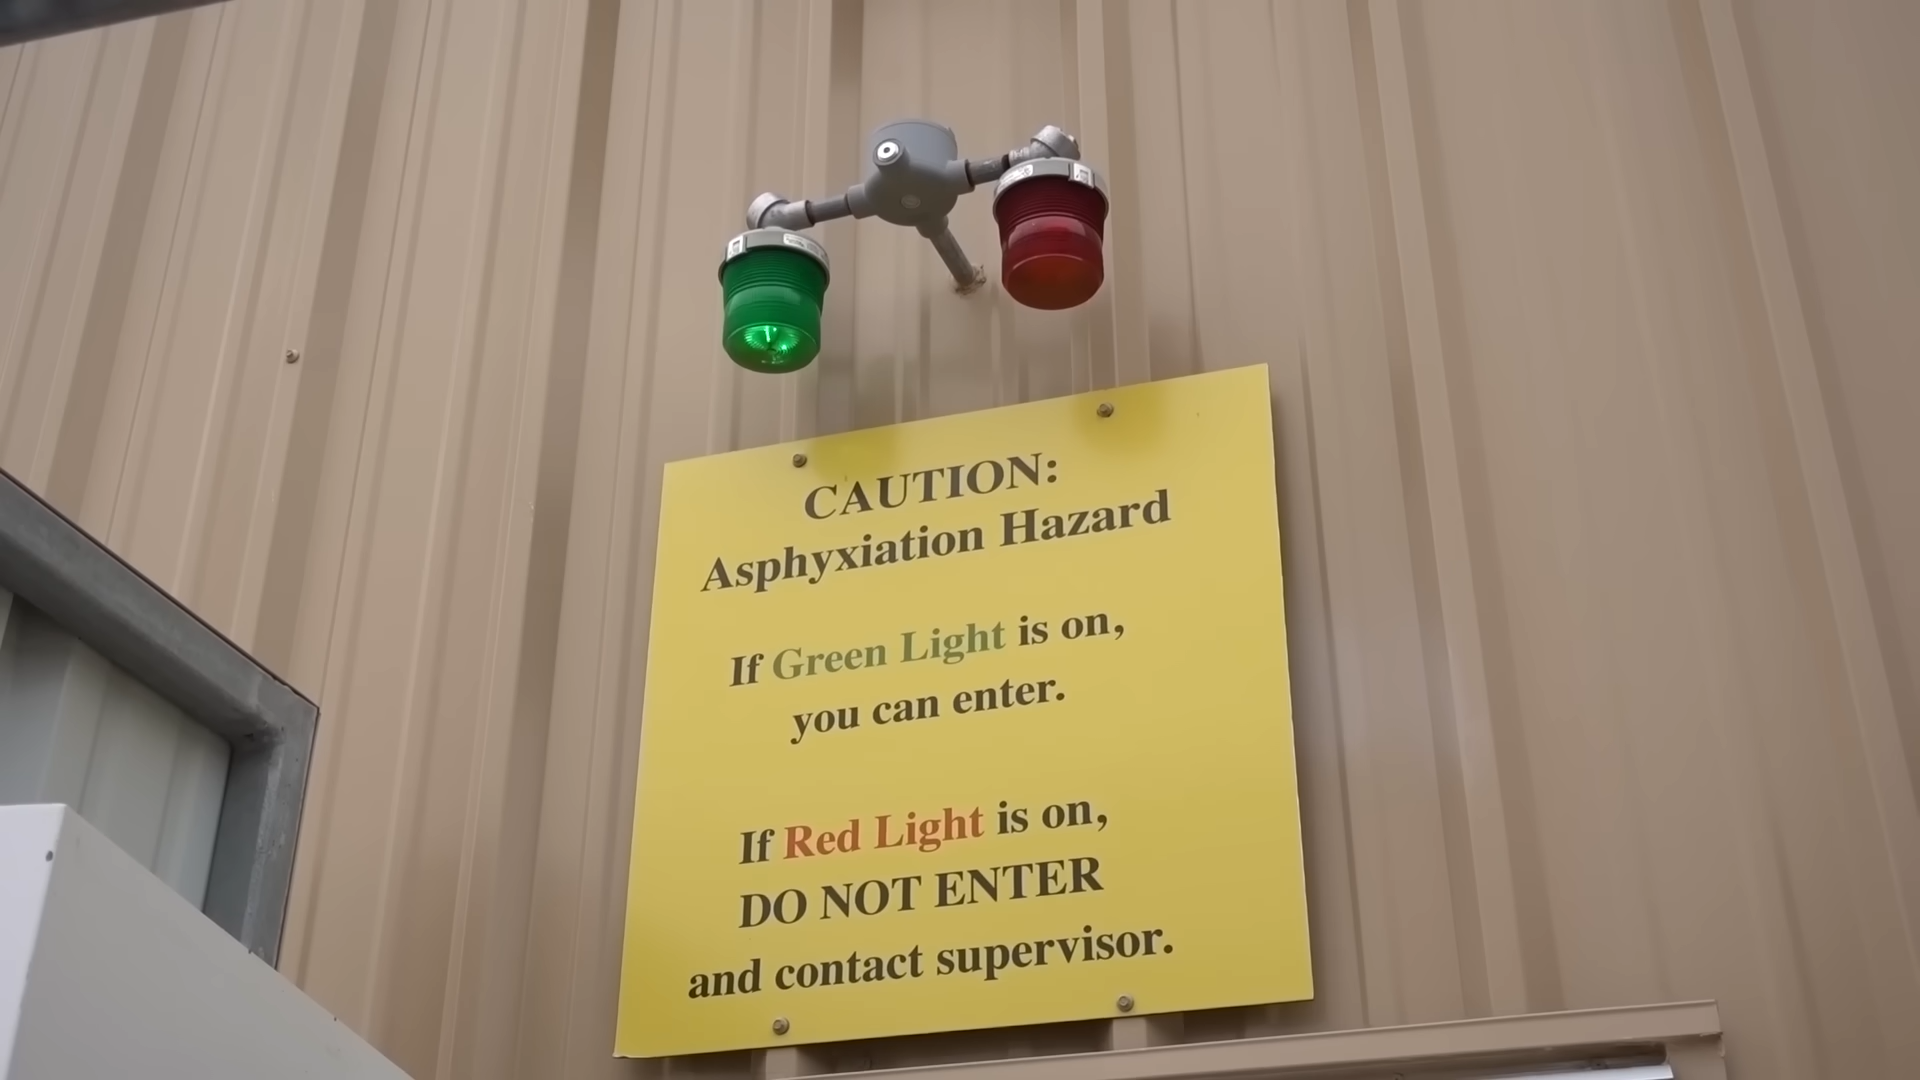 CAUTION:
Asphyxiation Hazard
If Green Light is on,
you can enter.
If Red Light is on,
DO NOT ENTER
and contact supervisor.